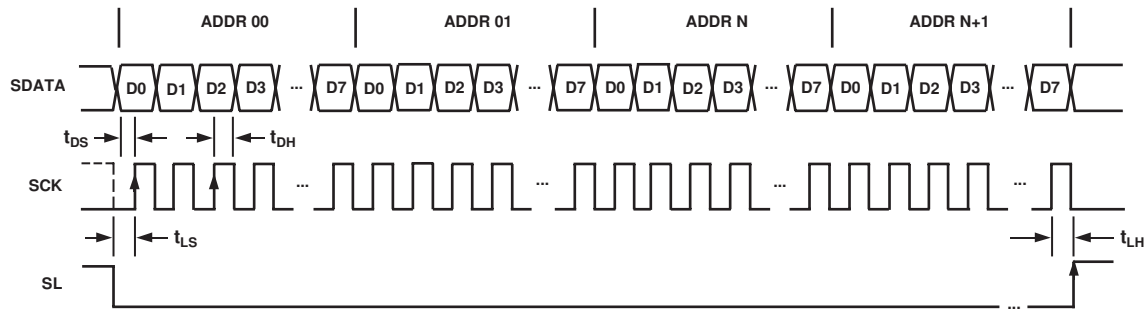 ADDR 00 ADDR 01 ADDR N ADDR N+1
SDATA D0 D1 D2 D3 ... D7 D0 D1 D2 D3 ... D7 D0 D1 D2 D3 ... D7 D0 D1 D2 D3 ... D7
tDS tDH
SCK ... ... ... ...
tLS tLH
SL ...